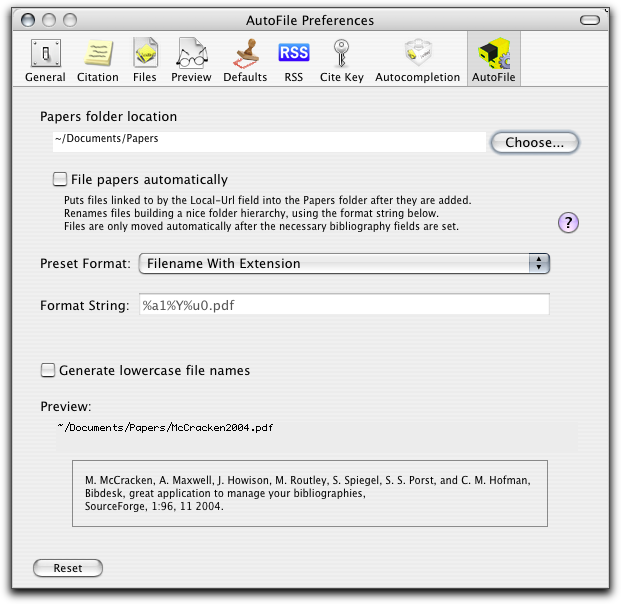 AutoFile Preferences
General Citation Files Preview Defaults RSS Cite Key Autocompletion AutoFile
RSS
Papers folder location
~/Documents/Papers
Choose...
File papers automatically
Puts files linked to by the Local-Url field into the Papers folder after they are added.
Renames files building a nice folder hierarchy, using the format string below.
Files are only moved automatically after the necessary bibliography fields are set.
?
Preset Format: Filename With Extension
Format String: %a1%Y%u0.pdf
Generate lowercase file names
Preview:
~/Documents/Papers/McCracken2004.pdf
M. McCracken, A. Maxwell, J. Howison, M. Routley, S. Spiegel, S. S. Porst, and C. M. Hofman,
Bibdesk, great application to manage your bibliographies,
SourceForge, 1:96, 11 2004.
Reset